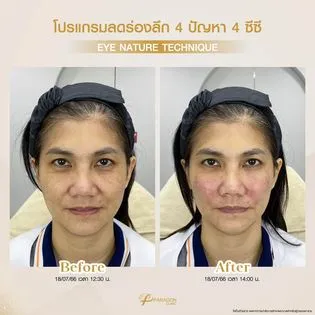 โปรแกรมลดร่องลึก 4 ปัญหา 4 ซีซี
EYE NATURE TECHNIQUE
Before
18/07/66 เวลา 12:30 น.
After
18/07/66 เวลา 14:00 น.
PARAGON